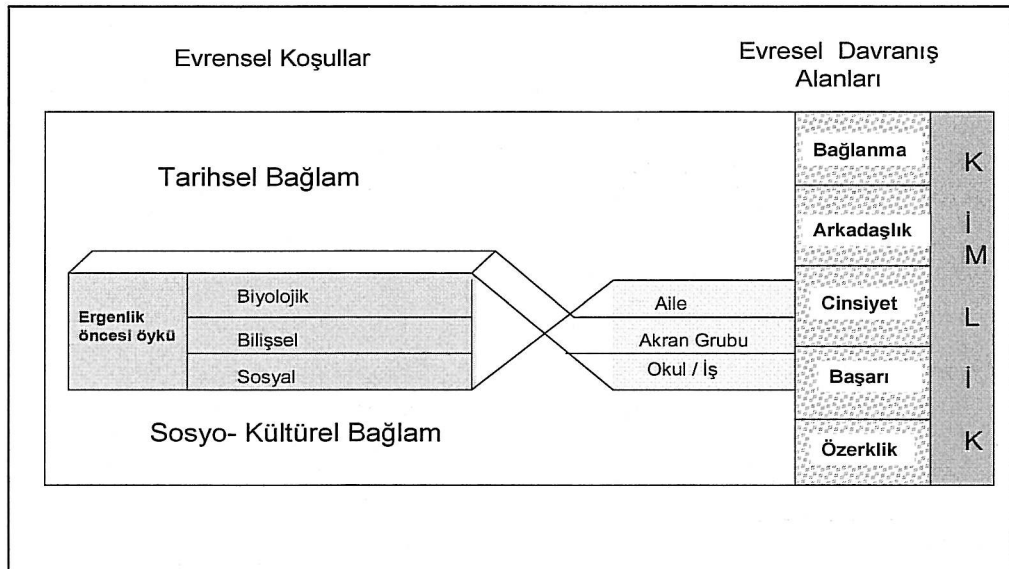 Evrensel Koşullar
Evresel Davranış
Alanları
Tarihsel Bağlam
Ergenlik
öncesi öykü
Biyolojik
Bilişsel
Sosyal
Sosyo- Kültürel Bağlam
Aile
Akran Grubu
Okul / İş
Bağlanma
Arkadaşlık
Cinsiyet
Başarı
Özerklik
K
İ
M
L
İ
K